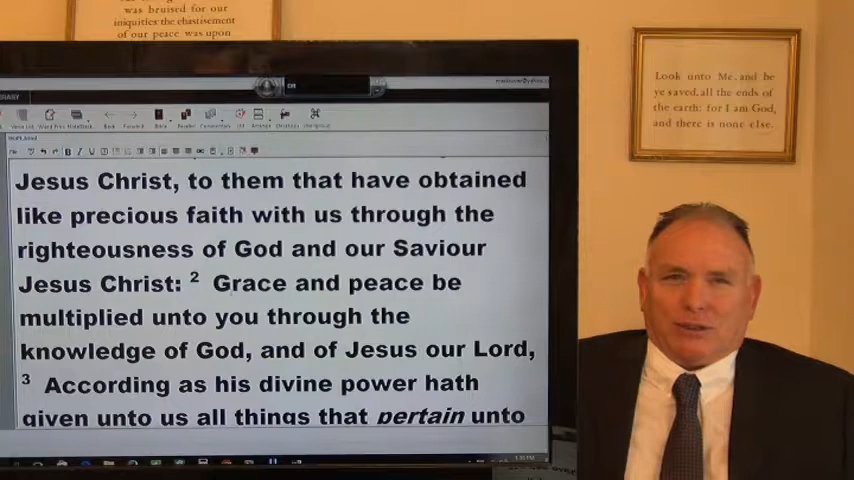 was bruised for our
iniquities the chastisement
of our peace was upon
Look unto Me, and be
ye saved, all the ends of
the earth: for I am God,
and there is none else.
Jesus Christ, to them that have obtained
like precious faith with us through the
righteousness of God and our Saviour
Jesus Christ: 2 Grace and peace be
multiplied unto you through the
knowledge of God, and of Jesus our Lord,
3 According as his divine power hath
given unto us all things that pertain unto